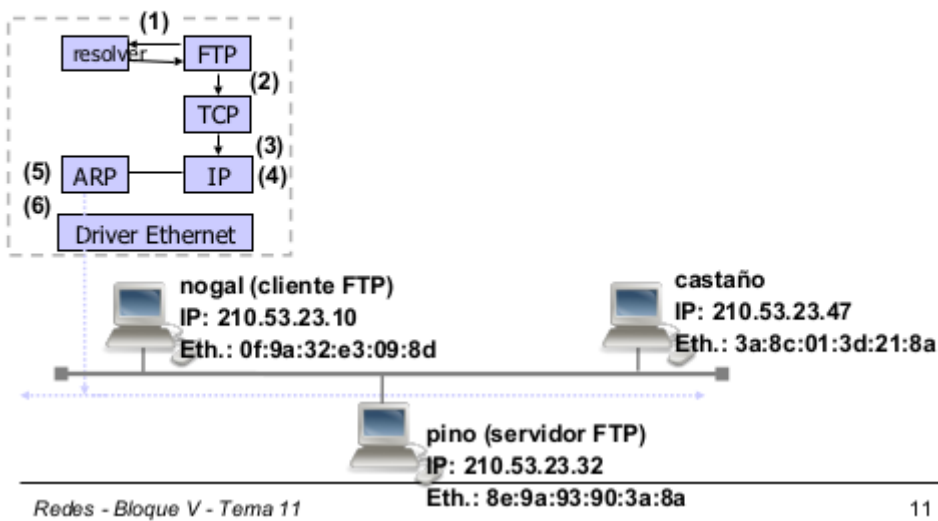 (1)
resolver
FTP
(2)
TCP
(3)
(5)
ARP
IP
(4)
(6)
Driver Ethernet
nogal (cliente FTP)
IP: 210.53.23.10
Eth.: 0f:9a:32:e3:09:8d
castaño
IP: 210.53.23.47
Eth.: 3a:8c:01:3d:21:8a
pino (servidor FTP)
IP: 210.53.23.32
Eth.: 8e:9a:93:90:3a:8a
Redes - Bloque V - Tema 11
11